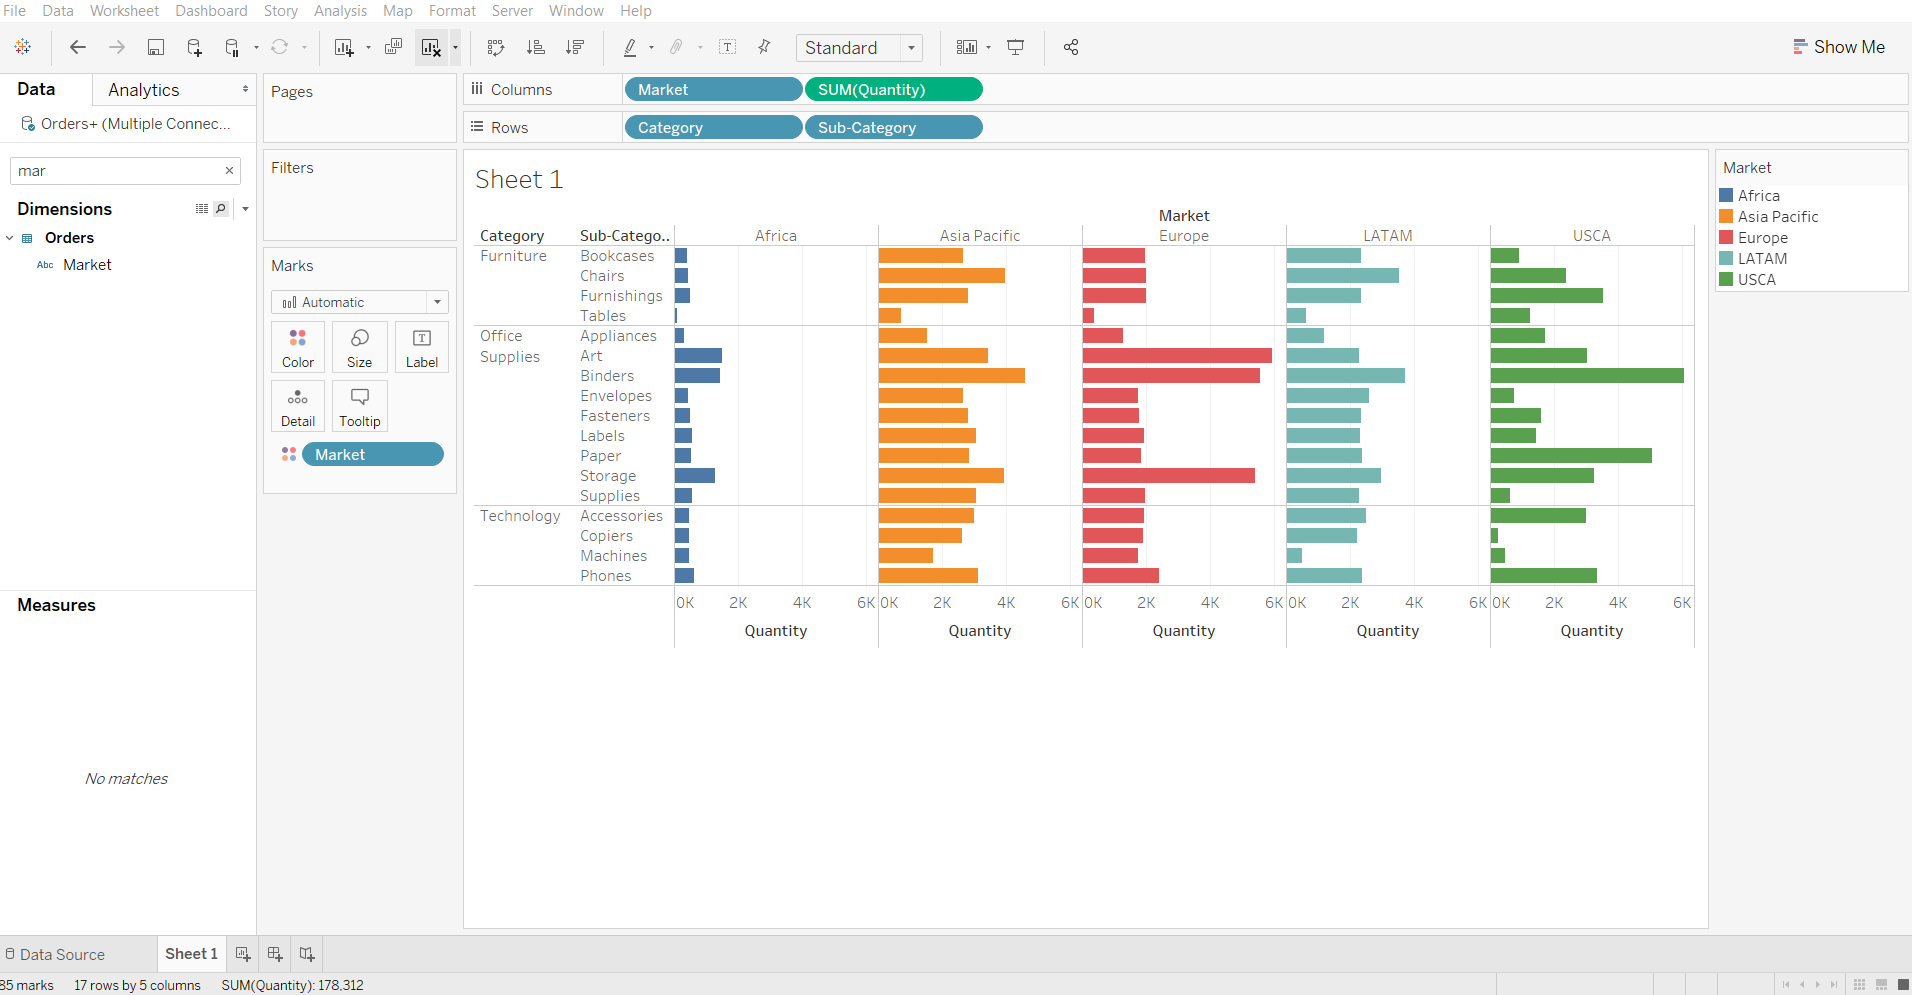 File Data Worksheet Dashboard Story Analysis Map Format Server Window Help
Standard
Show Me
Data Analytics
Orders+ (Multiple Connec...
mar
Dimensions
Orders
Abc Market
Measures
No matches
Pages
Filters
Marks
Automatic
Color Size Label
Detail Tooltip
Market
Columns Market SUM(Quantity)
Rows Category Sub-Category
Sheet 1
Market
Category Sub-Catego.. Africa Asia Pacific Europe LATAM USCA
Furniture Bookcases
Chairs
Furnishings
Tables
Office Supplies Appliances
Art
Binders
Envelopes
Fasteners
Labels
Paper
Storage
Supplies
Technology Accessories
Copiers
Machines
Phones
0K 2K 4K 6K 0K 2K 4K 6K 0K 2K 4K 6K 0K 2K 4K 6K 0K 2K 4K 6K
Quantity Quantity Quantity Quantity Quantity
Market
Africa
Asia Pacific
Europe
LATAM
USCA
Data Source Sheet 1
85 marks 17 rows by 5 columns SUM(Quantity): 178,312